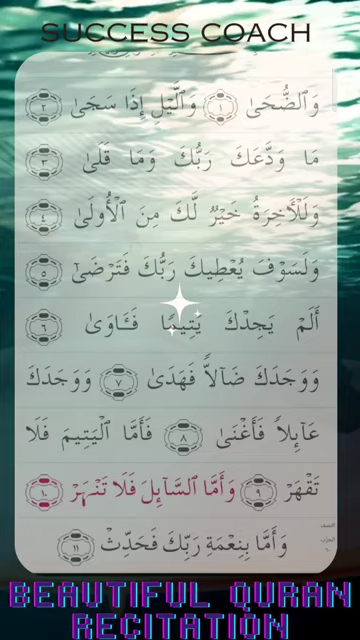 SUCCESS COACH
وَٱلضُّحَىٰ ١ وَٱلَّيْلِ إِذَا سَجَىٰ ٢
مَا وَدَّعَكَ رَبُّكَ وَمَا قَلَىٰ ٣
وَلَلْأَخِرَةُ خَيْرٌ لَّكَ مِنَ ٱلْأُولَىٰ ٤
وَلَسَوْفَ يُعْطِيكَ رَبُّكَ فَتَرْضَىٰٓ ٥
أَلَمْ يَجِدْكَ يَتِيمًا فَـَٔاوَىٰ ٦
وَوَجَدَكَ ضَآلًّا فَهَدَىٰ ٧ وَوَجَدَكَ
عَآئِلًا فَأَغْنَىٰ ٨ فَأَمَّا ٱلْيَتِيمَ فَلَا
تَقْهَرْ ٩ وَأَمَّا ٱلسَّآئِلَ فَلَا تَنْهَرْ ١٠
وَأَمَّا بِنِعْمَةِ رَبِّكَ فَحَدِّثْ ١١
BEAUTIFUL QURAN
RECITATION